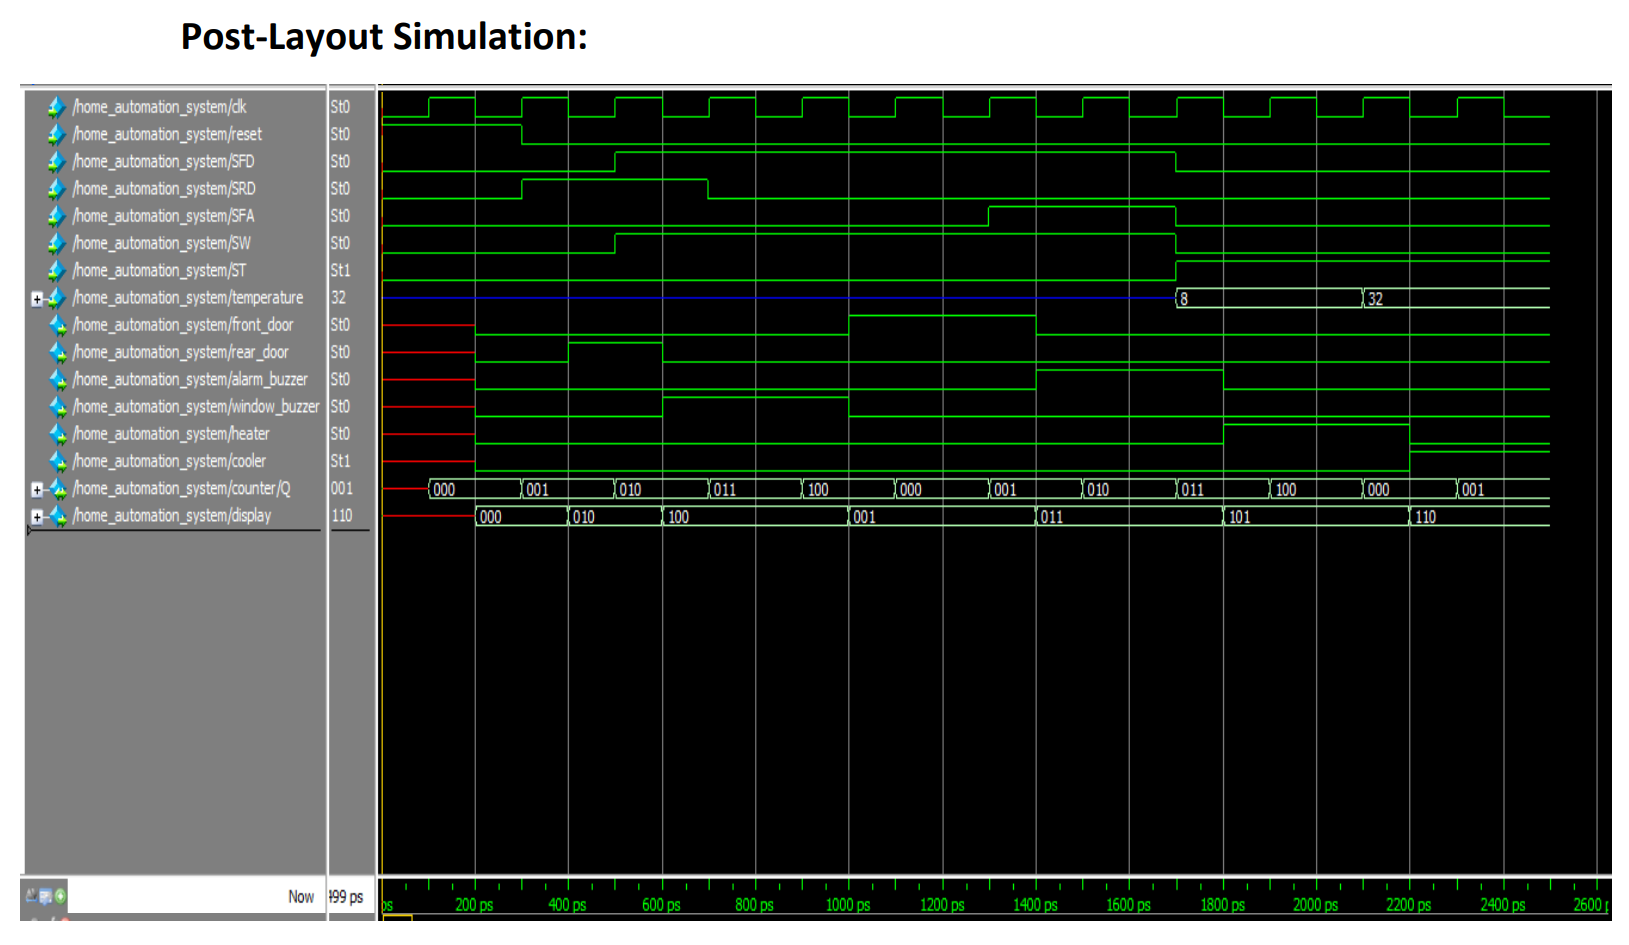 Post-Layout Simulation:
/home_automation_system/clk St0
/home_automation_system/reset St0
/home_automation_system/SFD St0
/home_automation_system/SRD St0
/home_automation_system/SFA St0
/home_automation_system/SW St0
/home_automation_system/ST St1
/home_automation_system/temperature 32 8 32
/home_automation_system/front_door St0
/home_automation_system/rear_door St0
/home_automation_system/alarm_buzzer St0
/home_automation_system/window_buzzer St0
/home_automation_system/heater St0
/home_automation_system/cooler St1
/home_automation_system/counter/Q 001 000 001 010 011 100 000 001 010 011 100 000 001
/home_automation_system/display 110 000 010 100 001 011 101 110
Now 499 ps
200 ps 400 ps 600 ps 800 ps 1000 ps 1200 ps 1400 ps 1600 ps 1800 ps 2000 ps 2200 ps 2400 ps 2600